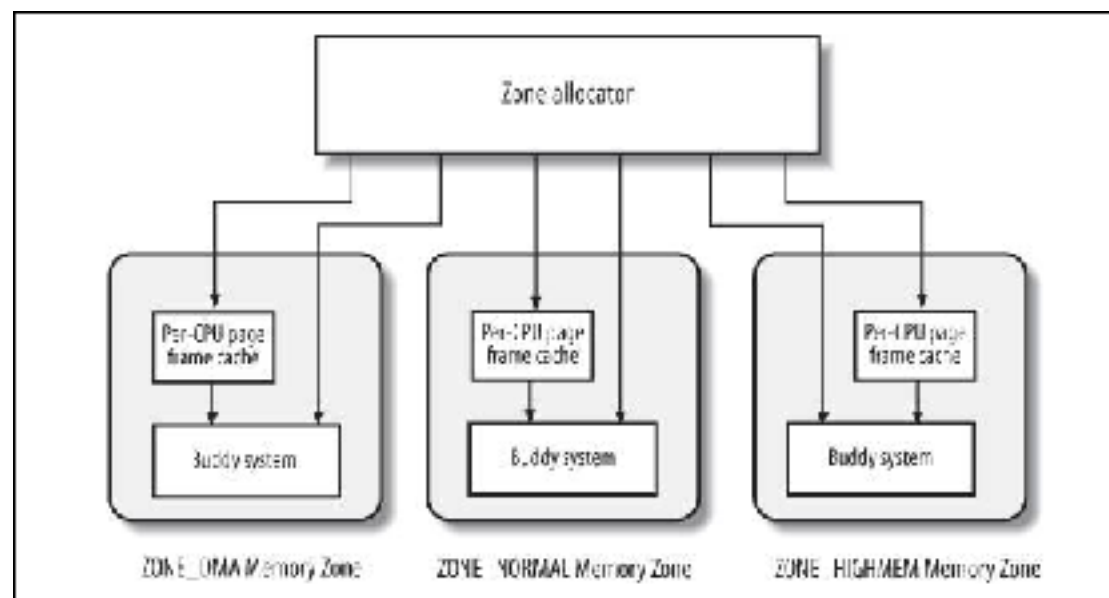 Zone allocator
Per-CPU page
frame cache
Per-CPU page
frame cache
Per-CPU page
frame cache
Buddy system
Buddy system
Buddy system
ZONE_DMA Memory Zone
ZONE_NORMAL Memory Zone
ZONE_HIGHMEM Memory Zone